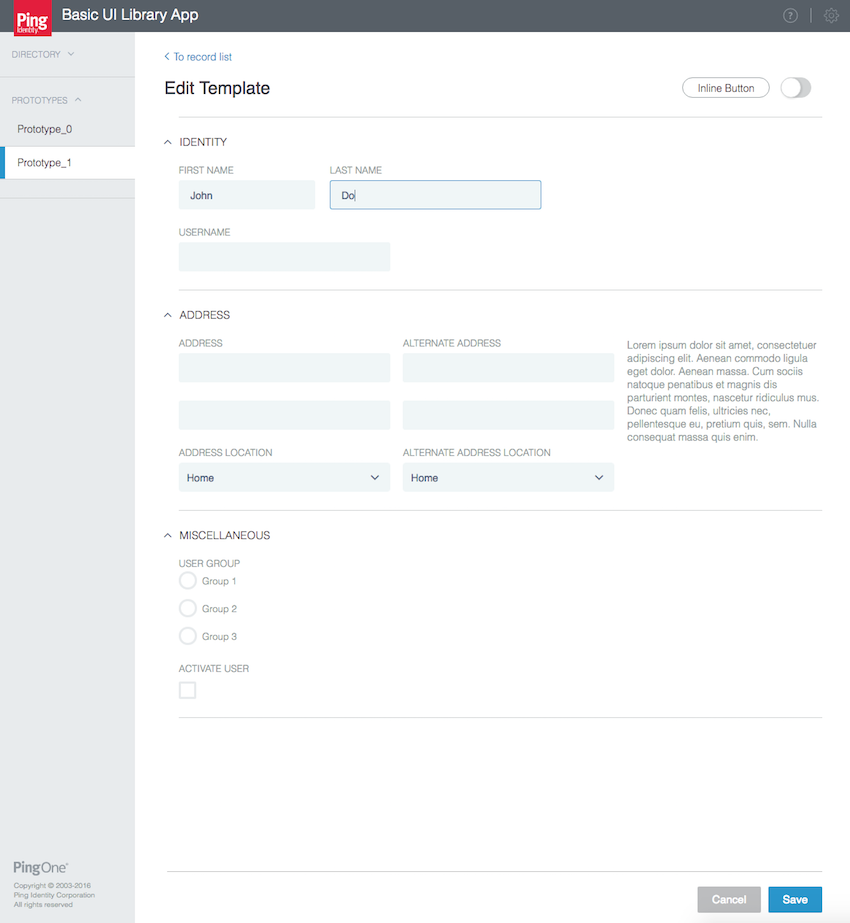 Ping
Identity.
Basic UI Library App
?
DIRECTORY
PROTOTYPES
Prototype_0
Prototype_1
To record list
Edit Template
Inline Button
IDENTITY
FIRST NAME
LAST NAME
John
Do
USERNAME
ADDRESS
ADDRESS
ALTERNATE ADDRESS
Lorem ipsum dolor sit amet, consectetuer
adipiscing elit. Aenean commodo ligula
eget dolor. Aenean massa. Cum sociis
natoque penatibus et magnis dis
parturient montes, nascetur ridiculus mus.
Donec quam felis, ultricies nec,
pellentesque eu, pretium quis, sem. Nulla
consequat massa quis enim.
ADDRESS LOCATION
ALTERNATE ADDRESS LOCATION
Home
Home
MISCELLANEOUS
USER GROUP
Group 1
Group 2
Group 3
ACTIVATE USER
PingOne
Copyright © 2003-2016
Ping Identity Corporation
All rights reserved
Cancel
Save